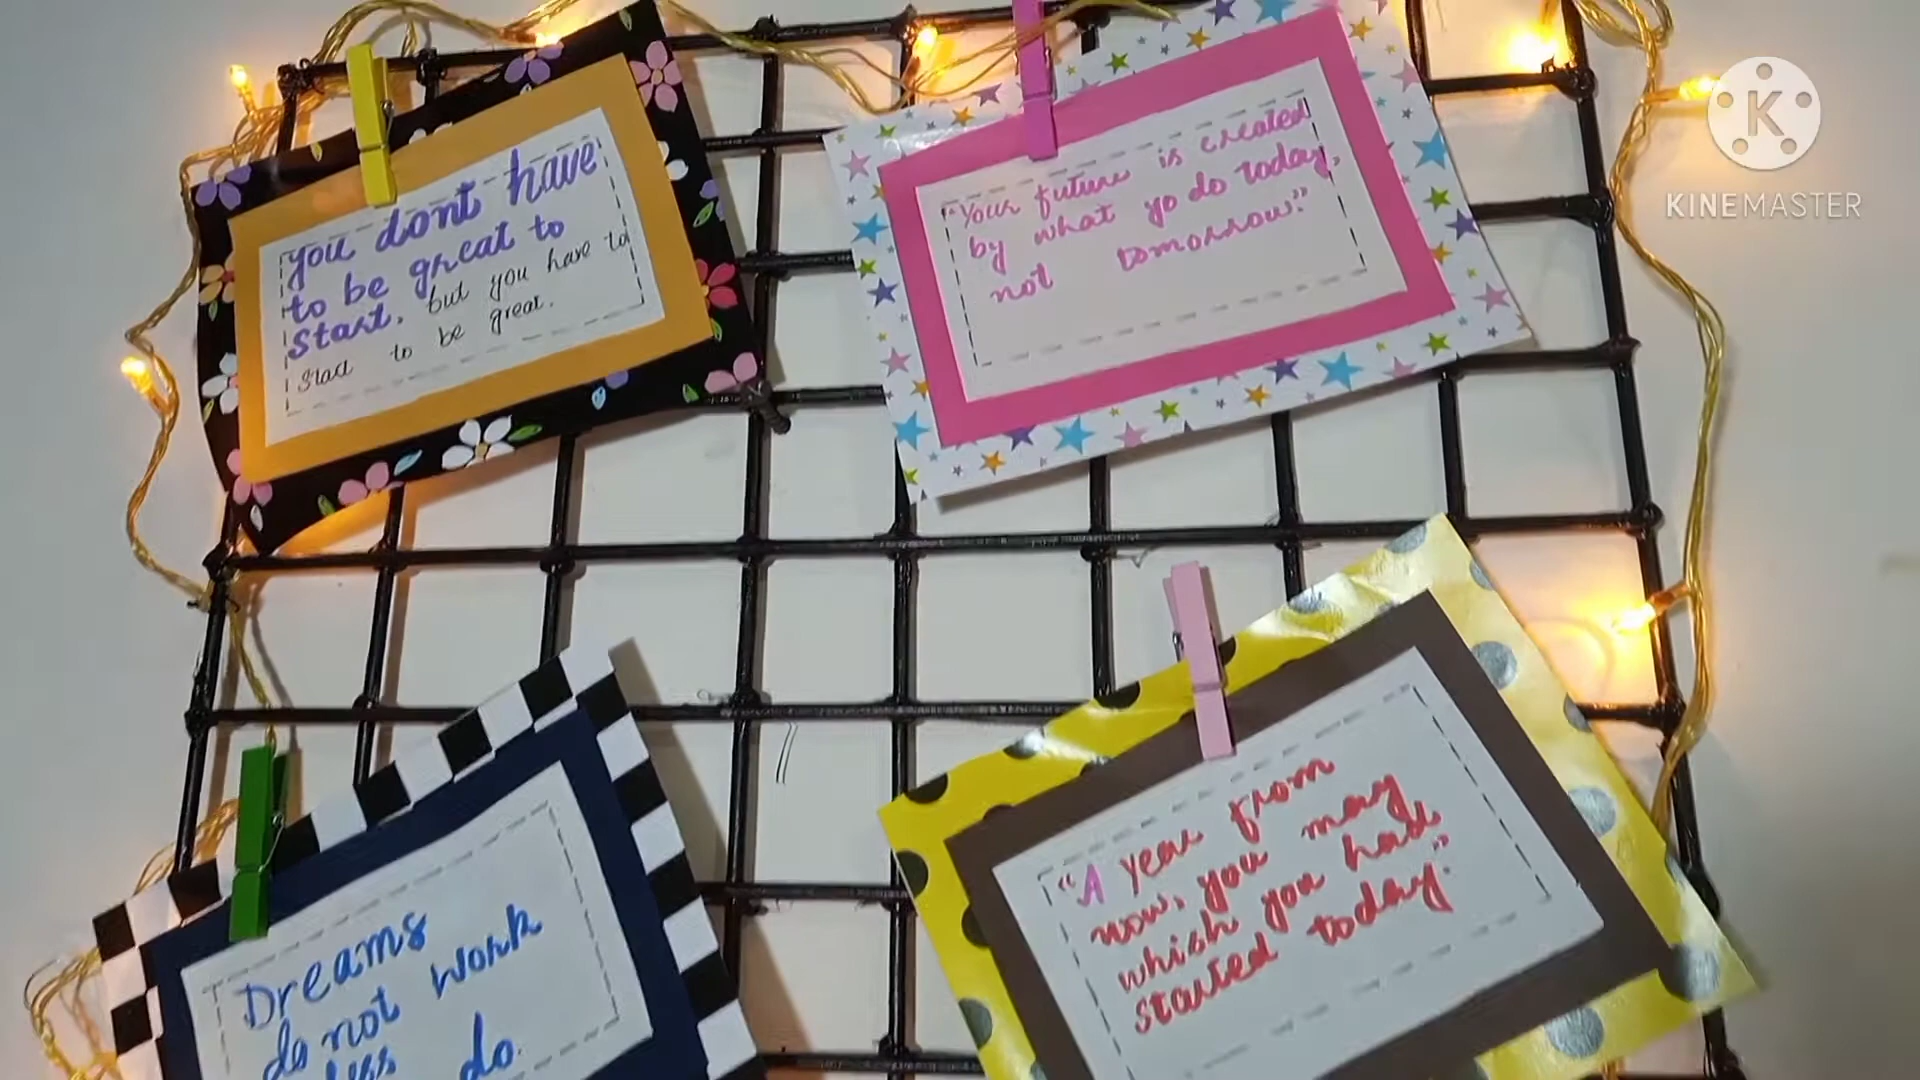 you dont have
to be great to
Start, but you have to
start to be great.
"Your future is created
by what yo do today,
not tomorrow."
KINEMASTER
Dreams
do not work
do
"A year from
now, you may
whish you had
started today."